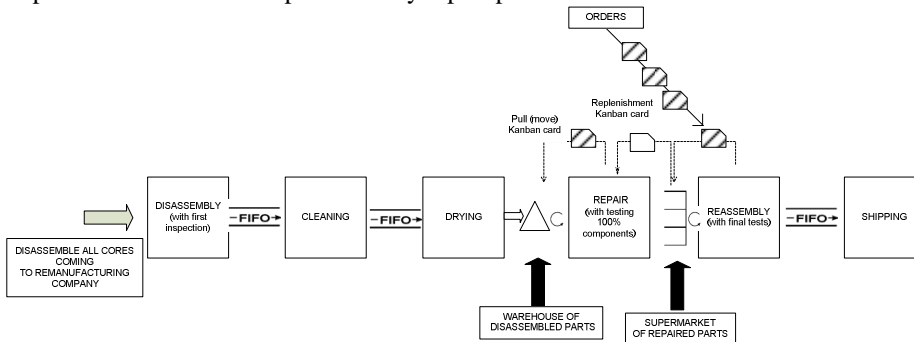 ORDERS
Replenishment
Kanban card
Pull (move)
Kanban card
DISASSEMBLY
(with first
inspection)
FIFO
CLEANING
FIFO
DRYING
REPAIR
(with testing
100%
components)
REASSEMBLY
(with final tests)
FIFO
SHIPPING
DISASSEMBLE ALL CORES
COMING
TO REMANUFACTURING
COMPANY
WAREHOUSE OF
DISASSEMBLED PARTS
SUPERMARKET
OF REPAIRED PARTS